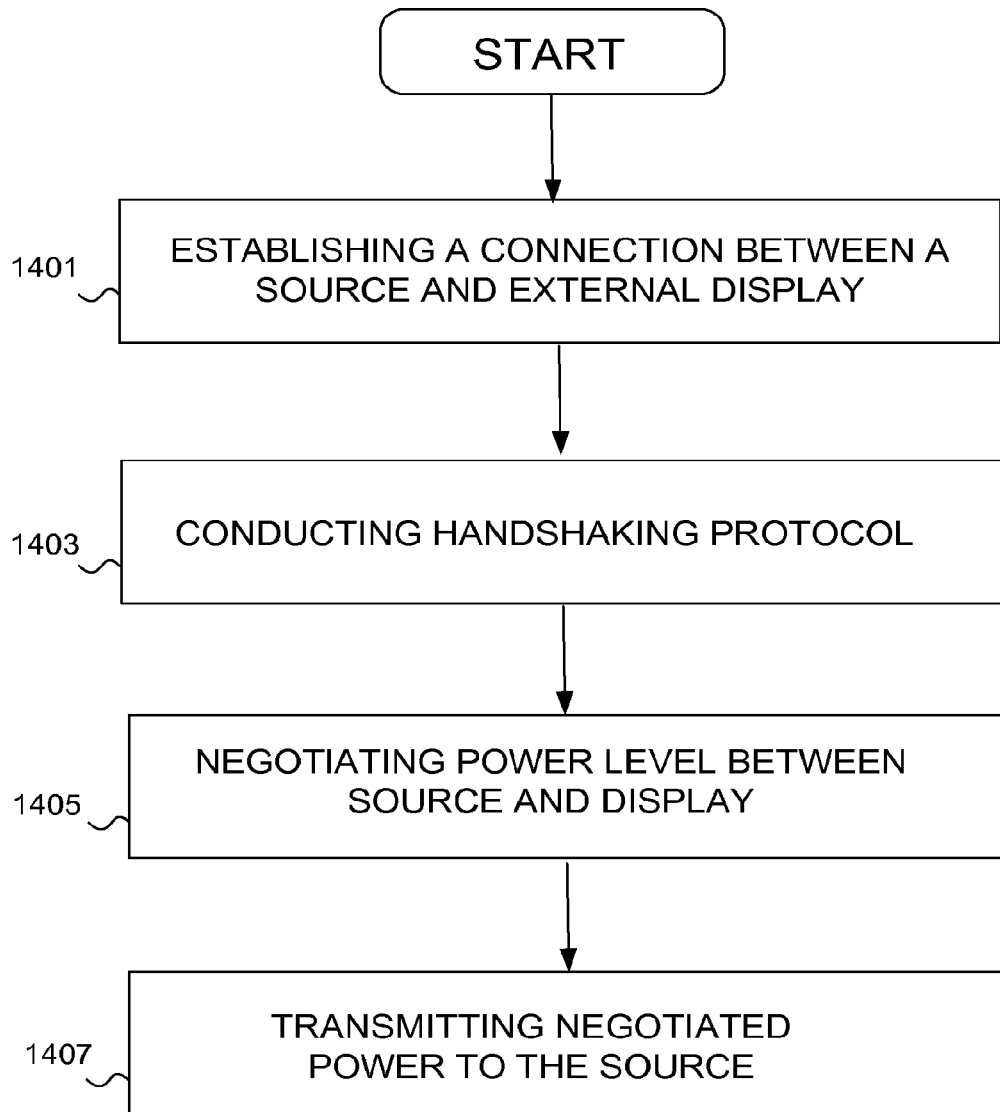 START
1401
ESTABLISHING A CONNECTION BETWEEN A
SOURCE AND EXTERNAL DISPLAY
1403
CONDUCTING HANDSHAKING PROTOCOL
1405
NEGOTIATING POWER LEVEL BETWEEN
SOURCE AND DISPLAY
1407
TRANSMITTING NEGOTIATED
POWER TO THE SOURCE